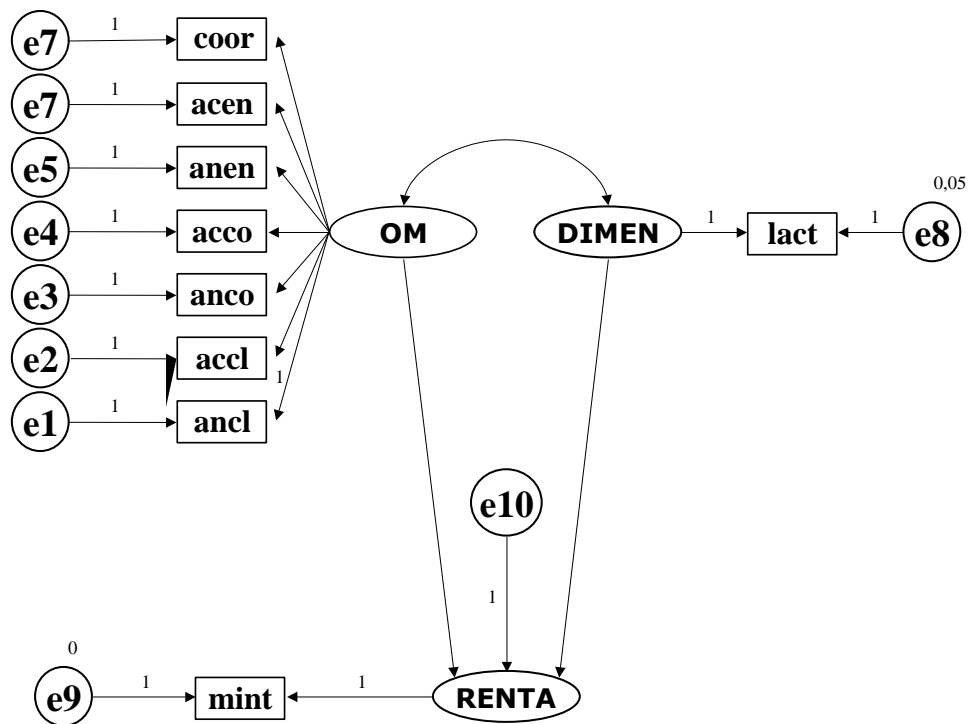 e7 1 coor
e7 1 acen
e5 1 anen
0,05
e4 1 acco OM DIMEN 1 lact 1 e8
e3 1 anco
e2 1 accl 1
e1 1 ancl
e10
1
0
e9 1 mint 1 RENTA